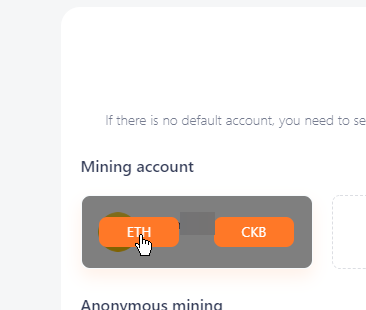 If there is no default account, you need to se
Mining account
ETH CKB
Anonymous mining